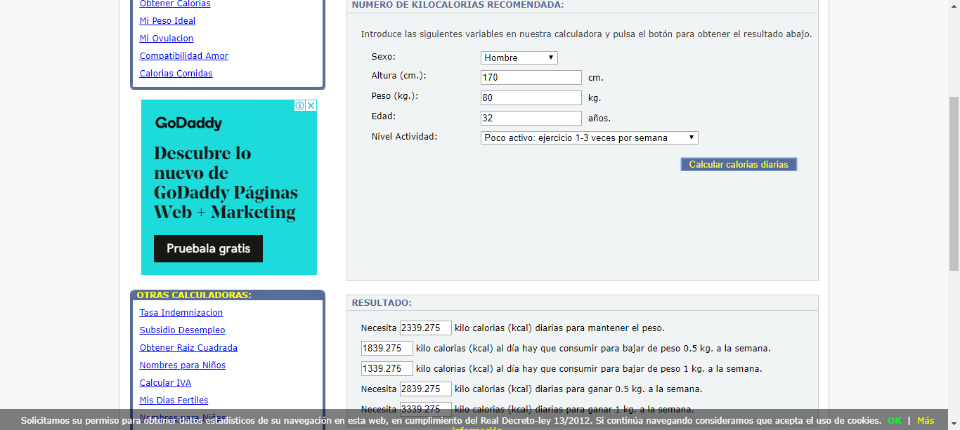 Obtener Calorias
Mi Peso Ideal
Mi Ovulacion
Compatibilidad Amor
Calorias Comidas
GoDaddy
Descubre lo
nuevo de
GoDaddy Páginas
Web + Marketing
Pruebala gratis
OTRAS CALCULADORAS:
Tasa Indemnizacion
Subsidio Desempleo
Obtener Raiz Cuadrada
Nombres para Niños
Calcular IVA
Mis Dias Fertiles
Nombres para Niñas
NUMERO DE KILOCALORIAS RECOMENDADA:
Introduce las siguientes variables en nuestra calculadora y pulsa el botón para obtener el resultado abajo.
Sexo: Hombre
Altura (cm.): 170 cm.
Peso (kg.): 80 kg.
Edad: 32 años.
Nivel Actividad: Poco activo: ejercicio 1-3 veces por semana
Calcular calorias diarias
RESULTADO:
Necesita 2339.275 kilo calorias (kcal) diarias para mantener el peso.
1839.275 kilo calorias (kcal) al día hay que consumir para bajar de peso 0.5 kg. a la semana.
1339.275 kilo calorias (kcal) al día hay que consumir para bajar de peso 1 kg. a la semana.
Necesita 2839.275 kilo calorias (kcal) diarias para ganar 0.5 kg. a la semana.
Necesita 3339.275 kilo calorias (kcal) diarias para ganar 1 kg. a la semana.
Solicitamos su permiso para obtener datos estadísticos de su navegación en esta web, en cumplimiento del Real Decreto-ley 13/2012. Si continúa navegando consideramos que acepta el uso de cookies. OK | Más
información